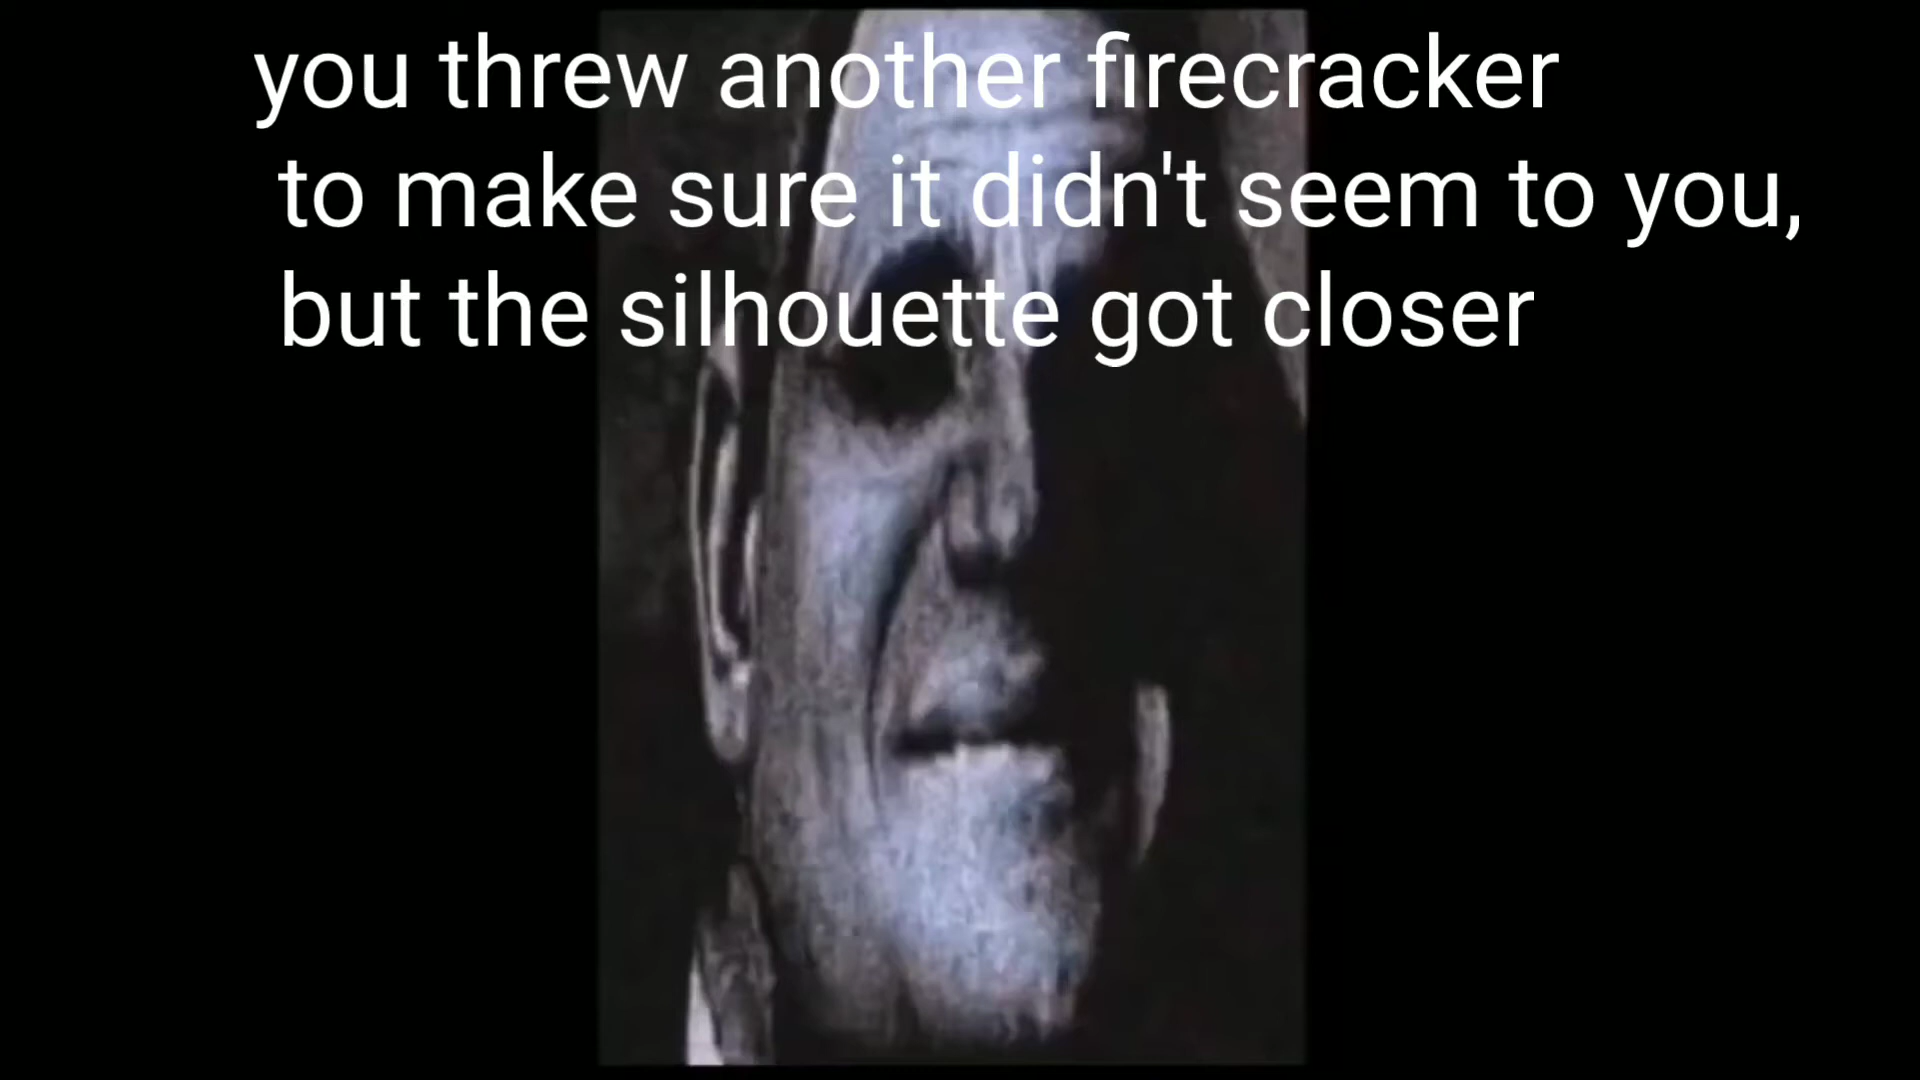 you threw another firecracker
to make sure it didn't seem to you,
but the silhouette got closer